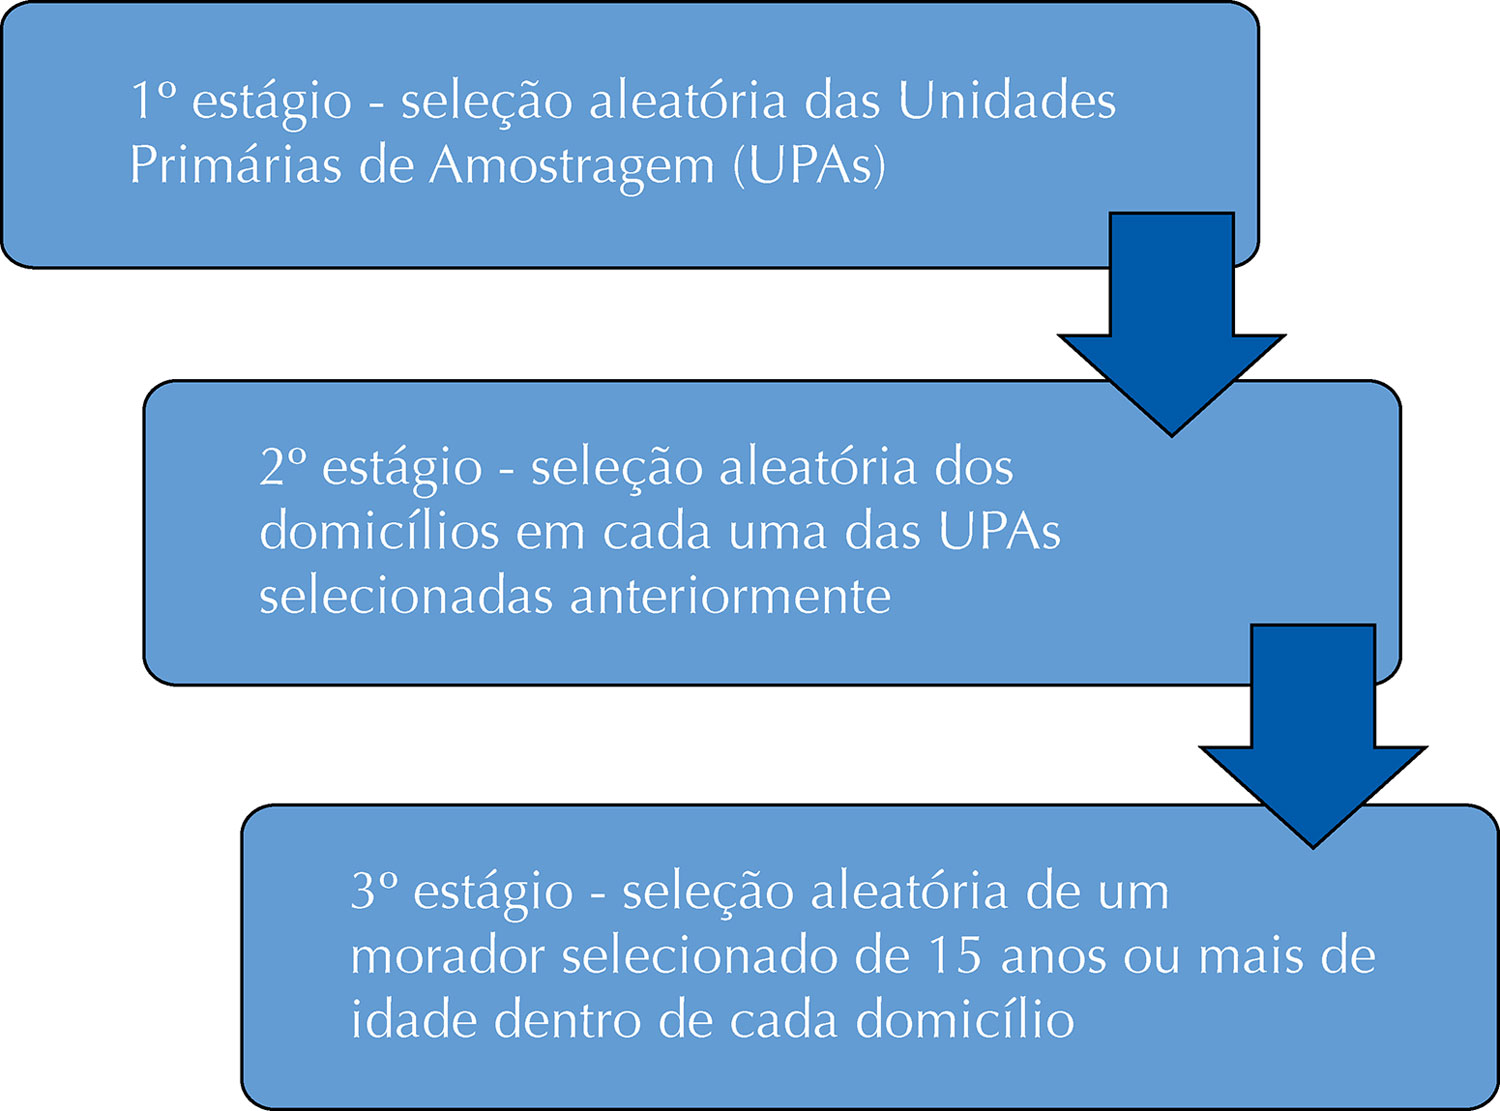 1º estágio - seleção aleatória das Unidades
Primárias de Amostragem (UPAs)
2º estágio - seleção aleatória dos
domicílios em cada uma das UPAs
selecionadas anteriormente
3º estágio - seleção aleatória de um
morador selecionado de 15 anos ou mais de
idade dentro de cada domicílio